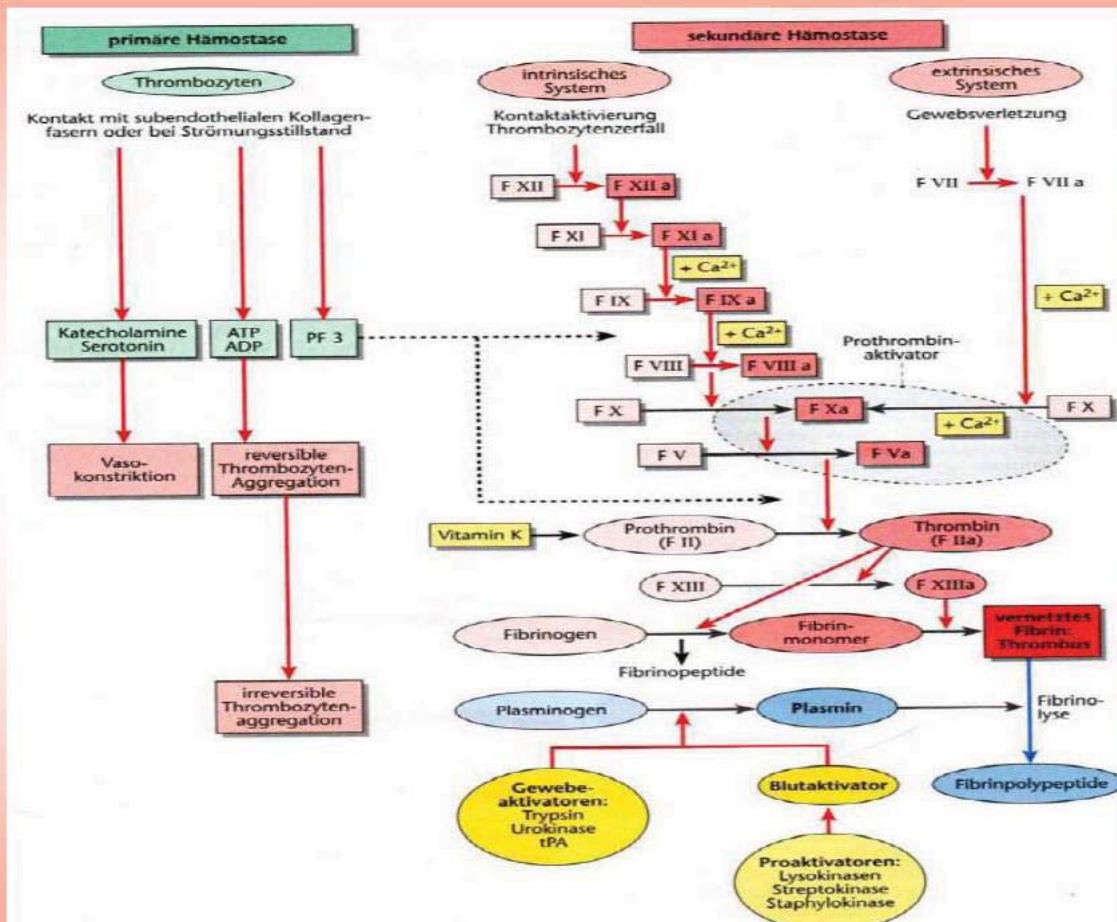 primäre Hämostase
Thrombozyten
Kontakt mit subendothelialen Kollagen-
fasern oder bei Strömungsstillstand
Katecholamine
Serotonin
ATP
ADP
PF 3
Vaso-
konstriktion
reversible
Thrombozyten-
Aggregation
irreversible
Thrombozyten-
aggregation
sekundäre Hämostase
intrinsisches
System
Kontaktaktivierung
Thrombozytenzerfall
extrinsisches
System
Gewebsverletzung
F XII
F XII a
F VII
F VII a
F XI
F XI a
+ Ca²⁺
F IX
F IX a
+ Ca²⁺
+ Ca²⁺
F VIII
F VIII a
Prothrombin-
aktivator
F X
F Xa
F X
+ Ca²⁺
F V
F Va
Vitamin K
Prothrombin
(F II)
Thrombin
(F IIa)
F XIII
F XIIIa
Fibrinogen
Fibrin-
monomer
vernetztes
Fibrin:
Thrombus
Fibrinopeptide
Plasminogen
Plasmin
Fibrino-
lyse
Gewebe-
aktivatoren:
Trypsin
Urokinase
tPA
Blutaktivator
Fibrinpolypeptide
Proaktivatoren:
Lysokinasen
Streptokinase
Staphylokinase